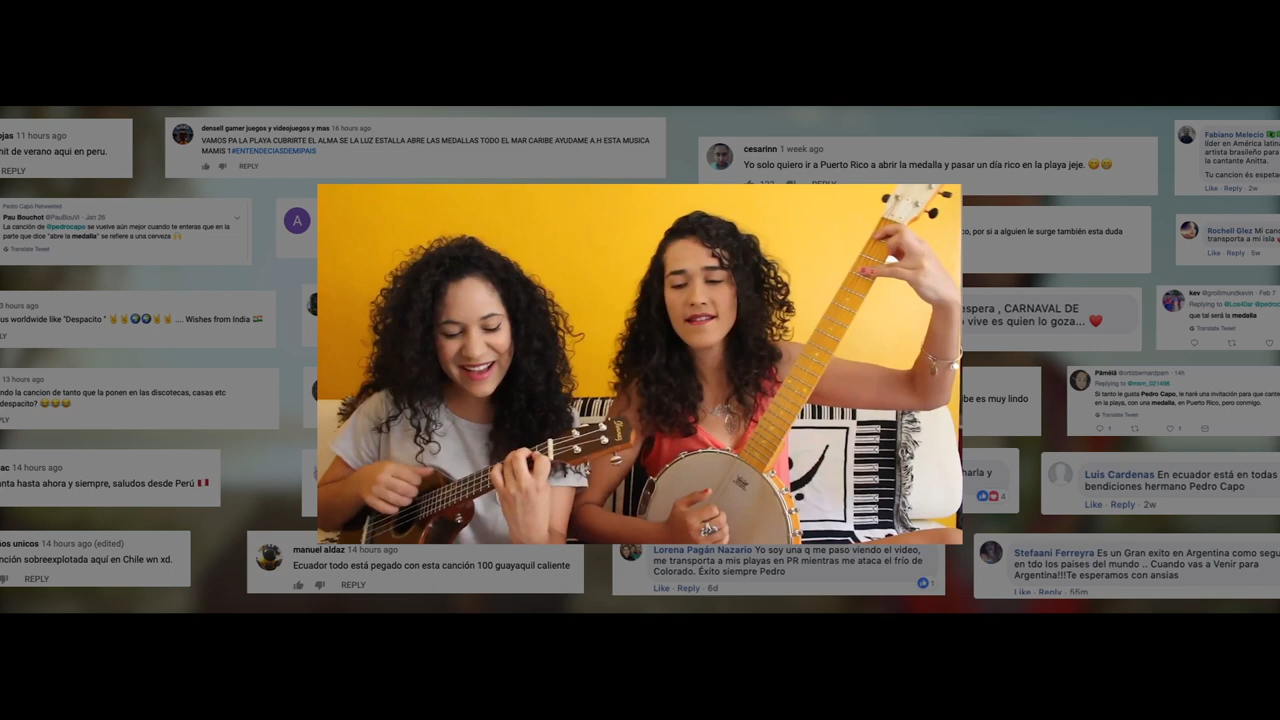 ojas 11 hours ago
hit de verano aqui en peru.
REPLY
densell gamer juegos y videojuegos y mas 16 hours ago
VAMOS PA LA PLAYA CUBRIRTE EL ALMA SE LA LUZ ESTALLA ABRE LAS MEDALLAS TODO EL MAR CARIBE AYUDAME A.H ESTA MUSICA
MAMIS 1#ENTENDECIASDEMIPAIS
REPLY
cesarinn 1 week ago
Yo solo quiero ir a Puerto Rico a abrir la medalla y pasar un día rico en la playa jeje. 😁😁
REPLY
Fabiano Melecio
líder en América latina
artista brasileño para
la cantante Anitta.
Tu cancion és espeta
Like · Reply · 2w
Pedro Capó Retweeted
Pau Bouchot @PauBouVi · Jan 26
La canción de @pedrocapo se vuelve aún mejor cuando te enteras que en la
parte que dice "abre la medalla" se refiere a una cerveza 🙌
Translate Tweet
A
co, por si a alguien le surge también esta duda
Rochell Glez Mi canc
transporta a mi isla
Like · Reply · 5w
3 hours ago
us worldwide like "Despacito " 🤘🤘🌍🌍🤘🤘 .... Wishes from India 🇮🇳
LY
espera , CARNAVAL DE
vive es quien lo goza... ❤️
kev @grollimundkevin · Feb 7
Replying to @Los40ar @pedroc
que tal será la medalla
Translate Tweet
13 hours ago
ndo la cancion de tanto que la ponen en las discotecas, casas etc
despacito? 😂😂😂
PLY
be es muy lindo
Pámëlä @ortizbernardpam · 14h
Replying to @msm_021498
Si tanto le gusta Pedro Capo, le haré una invitación para que cante
en la playa, con una medalla, en Puerto Rico, pero conmigo.
Translate Tweet
1
1
ac 14 hours ago
anta hasta ahora y siempre, saludos desde Perú 🇵🇪
harla y
4
Luis Cardenas En ecuador está en todas
bendiciones hermano Pedro Capo
Like · Reply · 2w
Ibanez
ños unicos 14 hours ago (edited)
nción sobreexplotada aquí en Chile wn xd.
REPLY
manuel aldaz 14 hours ago
Ecuador todo está pegado con esta canción 100 guayaquil caliente
REPLY
Lorena Pagán Nazario Yo soy una q me paso viendo el video,
me transporta a mis playas en PR mientras me ataca el frío de
Colorado. Éxito siempre Pedro
Like · Reply · 6d
1
Stefaani Ferreyra Es un Gran exito en Argentina como segu
en tdo los paises del mundo .. Cuando vas a Venir para
Argentina!!!Te esperamos con ansias
Like · Reply · 55m